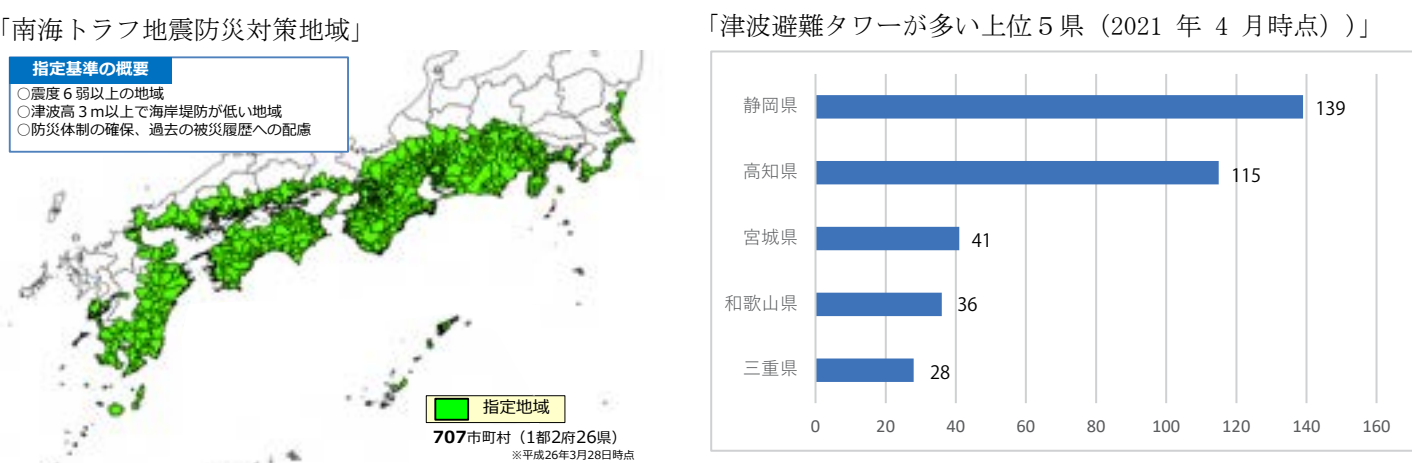 「南海トラフ地震防災対策地域」
指定基準の概要
○震度６弱以上の地域
○津波高３ｍ以上で海岸堤防が低い地域
○防災体制の確保、過去の被災履歴への配慮
指定地域
707市町村（1都2府26県）
※平成26年3月28日時点
「津波避難タワーが多い上位５県（2021 年 4 月時点））」
静岡県 139
高知県 115
宮城県 41
和歌山県 36
三重県 28
0 20 40 60 80 100 120 140 160